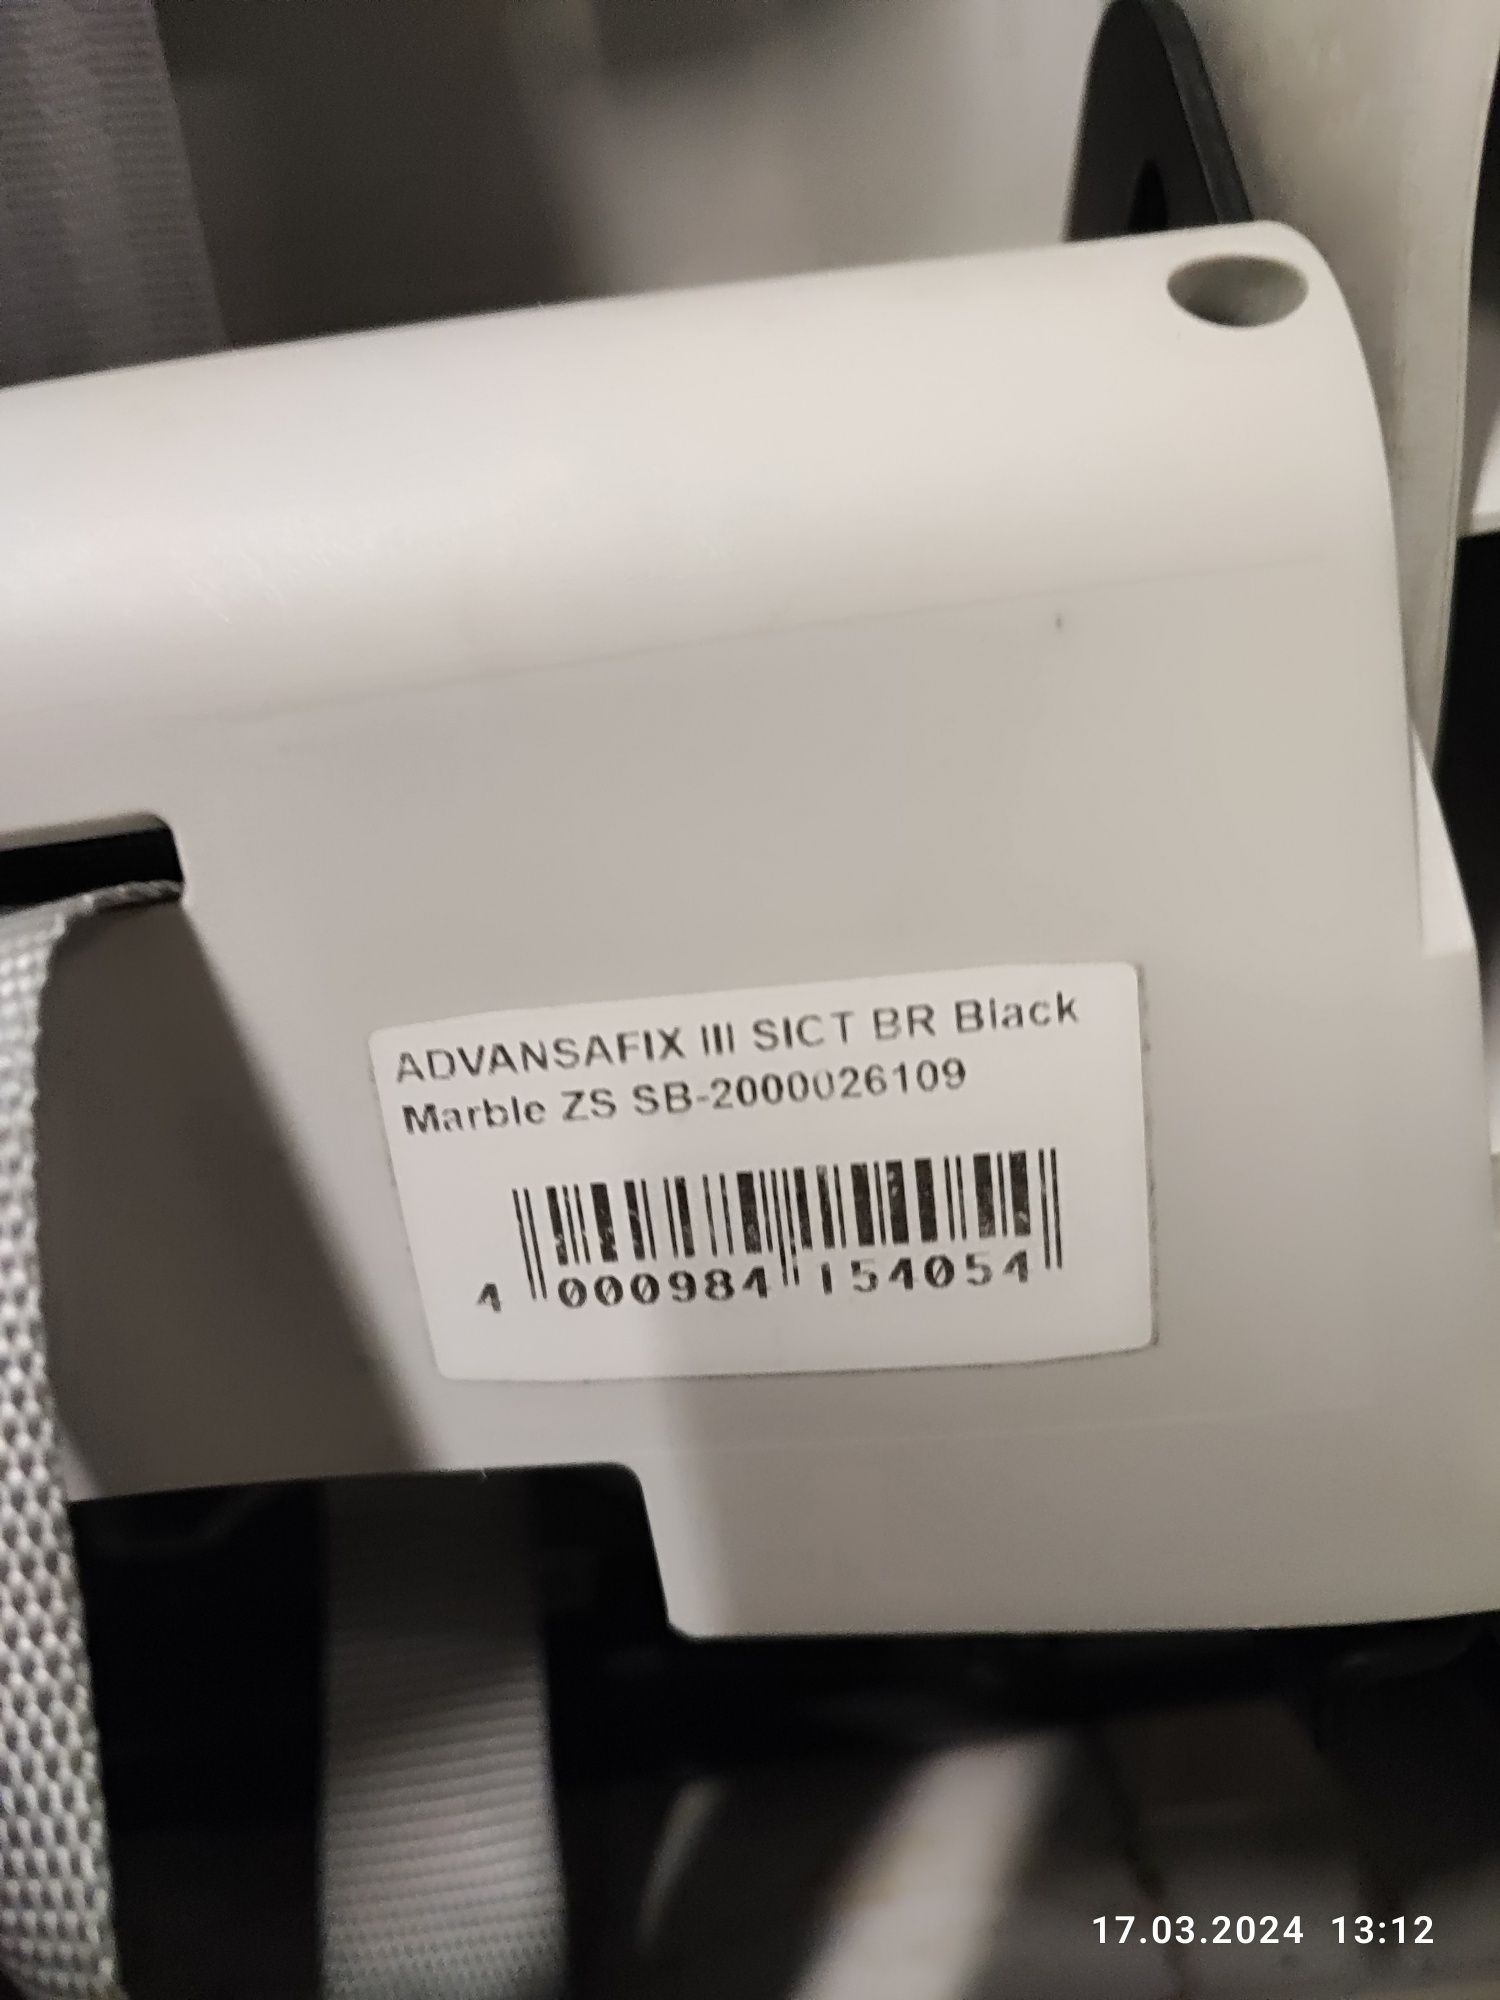 ADVANSAFIX III SICT BR Black
Marble ZS SB-2000026109
4 000984 154054
17.03.2024 13:12